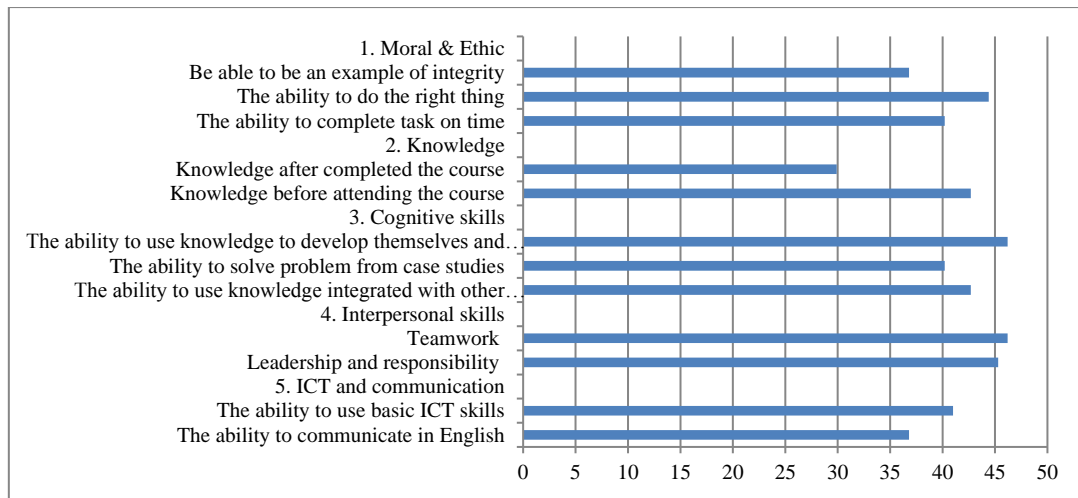 1. Moral & Ethic
Be able to be an example of integrity
The ability to do the right thing
The ability to complete task on time
2. Knowledge
Knowledge after completed the course
Knowledge before attending the course
3. Cognitive skills
The ability to use knowledge to develop themselves and…
The ability to solve problem from case studies
The ability to use knowledge integrated with other…
4. Interpersonal skills
Teamwork
Leadership and responsibility
5. ICT and communication
The ability to use basic ICT skills
The ability to communicate in English
0 5 10 15 20 25 30 35 40 45 50